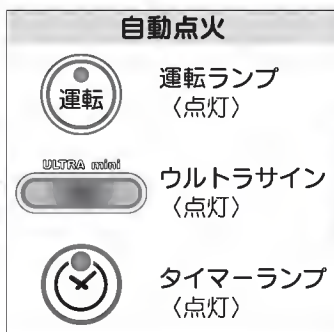 自動点火
運転
運転ランプ
〈点灯〉
ULTRA mini
ウルトラサイン
〈点灯〉
タイマーランプ
〈点灯〉